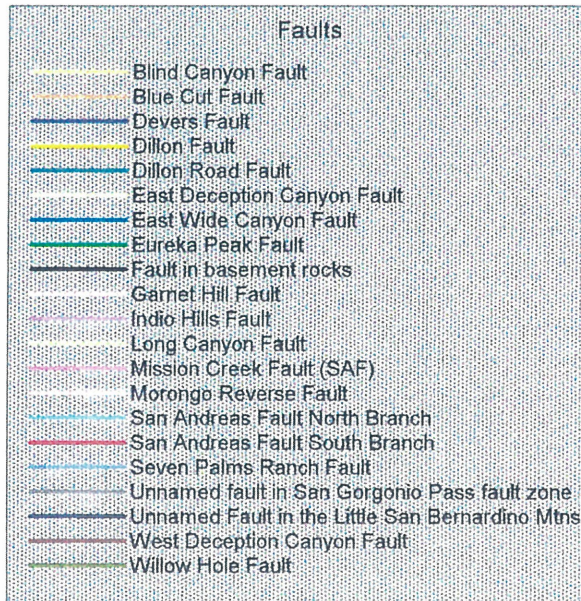 Faults
Blind Canyon Fault
Blue Cut Fault
Devers Fault
Dillon Fault
Dillon Road Fault
East Deception Canyon Fault
East Wide Canyon Fault
Eureka Peak Fault
Fault in basement rocks
Garnet Hill Fault
Indio Hills Fault
Long Canyon Fault
Mission Creek Fault (SAF)
Morongo Reverse Fault
San Andreas Fault North Branch
San Andreas Fault South Branch
Seven Palms Ranch Fault
Unnamed fault in San Gorgonio Pass fault zone
Unnamed Fault in the Little San Bernardino Mtns
West Deception Canyon Fault
Willow Hole Fault